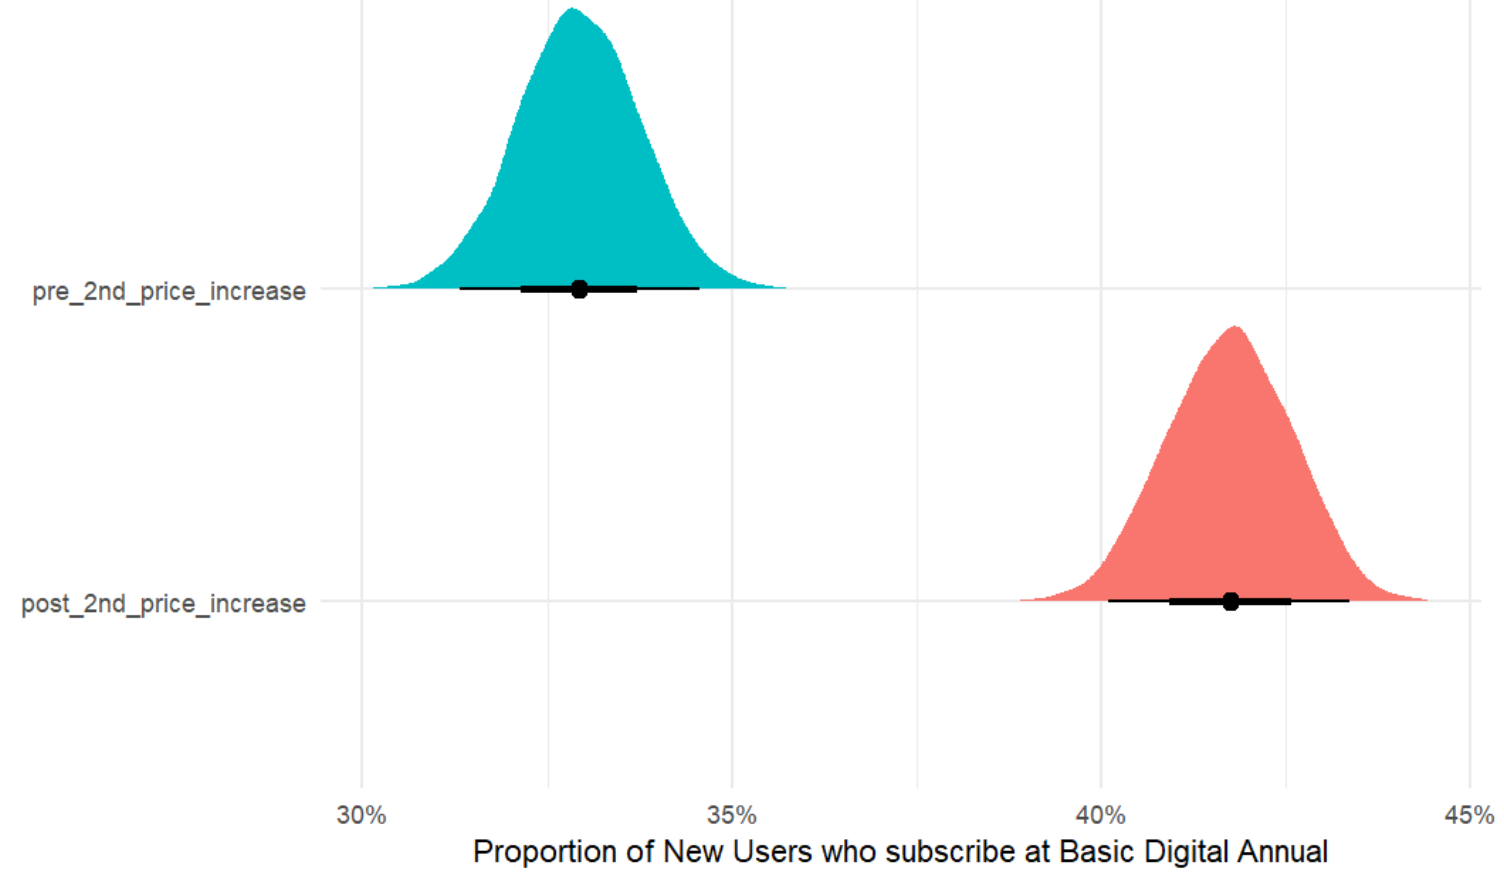 pre_2nd_price_increase
post_2nd_price_increase
30% 35% 40% 45%
Proportion of New Users who subscribe at Basic Digital Annual